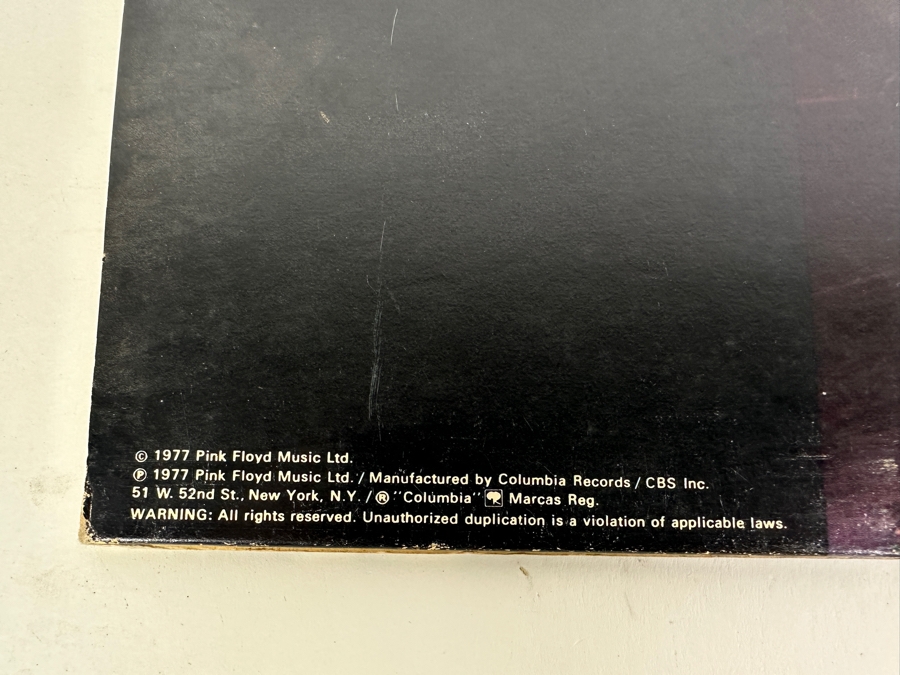 © 1977 Pink Floyd Music Ltd.
℗ 1977 Pink Floyd Music Ltd. / Manufactured by Columbia Records / CBS Inc.
51 W. 52nd St., New York, N.Y. / ® "Columbia" Marcas Reg.
WARNING: All rights reserved. Unauthorized duplication is a violation of applicable laws.